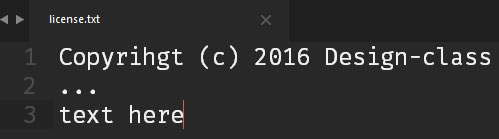 license.txt
1 Copyrihgt (c) 2016 Design-class
2 ...
3 text here